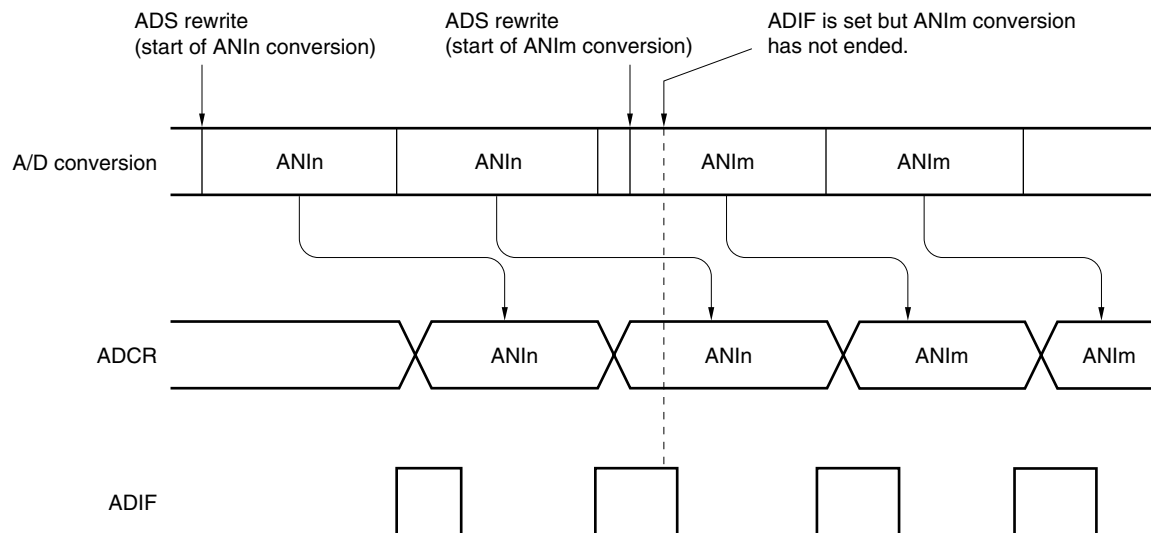 ADS rewrite
(start of ANIn conversion)
ADS rewrite
(start of ANIm conversion)
ADIF is set but ANIm conversion
has not ended.
A/D conversion
ANIn
ANIn
ANIm
ANIm
ADCR
ANIn
ANIn
ANIm
ANIm
ADIF